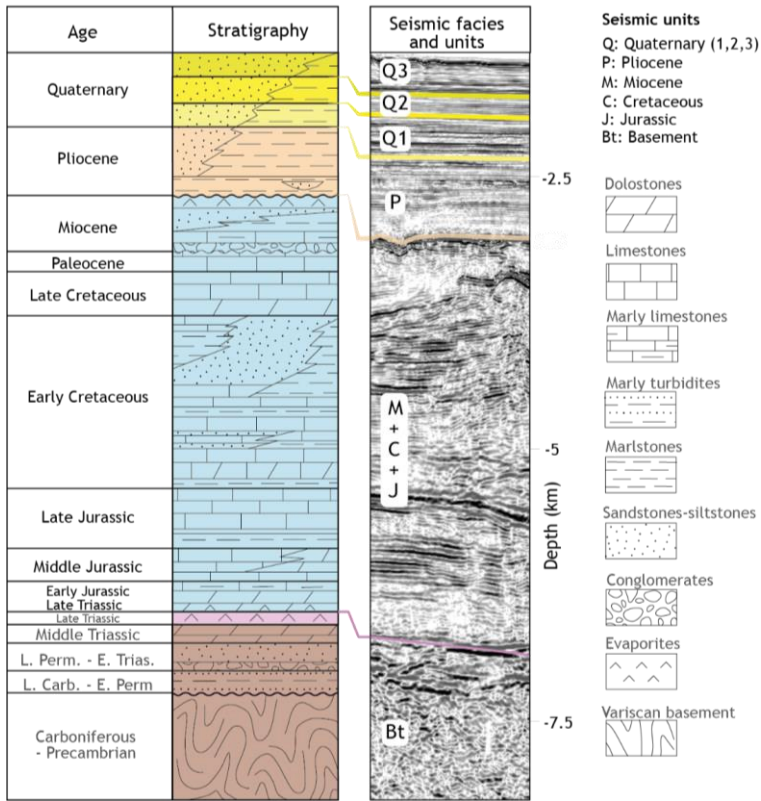 Age
Stratigraphy
Seismic facies
and units
Quaternary
Pliocene
Miocene
Paleocene
Late Cretaceous
Early Cretaceous
Late Jurassic
Middle Jurassic
Early Jurassic
Late Triassic
Late Triassic
Middle Triassic
L. Perm. - E. Trias.
L. Carb. - E. Perm
Carboniferous
- Precambrian
Q3
Q2
Q1
P
M
+
C
+
J
Bt
-2.5
-5
-7.5
Depth (km)
Seismic units
Q: Quaternary (1,2,3)
P: Pliocene
M: Miocene
C: Cretaceous
J: Jurassic
Bt: Basement
Dolostones
Limestones
Marly limestones
Marly turbidites
Marlstones
Sandstones-siltstones
Conglomerates
Evaporites
Variscan basement